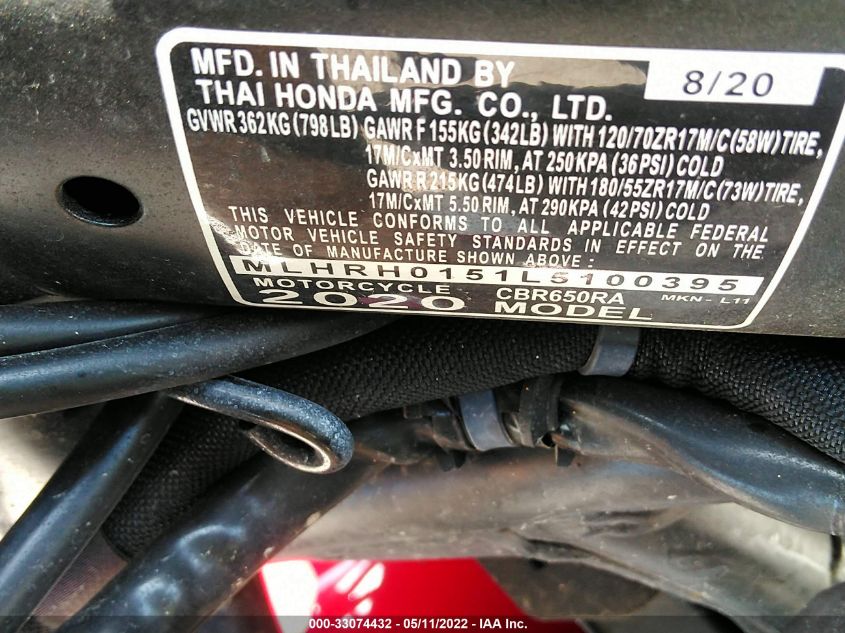 MFD. IN THAILAND BY 8/20
THAI HONDA MFG. CO., LTD.
GVWR 362KG (798LB) GAWR F 155KG (342LB) WITH 120/70ZR17M/C(58W)TIRE,
17M/CxMT 3.50 RIM, AT 250KPA (36PSI) COLD
GAWR R 215KG (474LB) WITH 180/55ZR17M/C(73W)TIRE,
17M/CxMT 5.50 RIM, AT 290KPA (42PSI) COLD
THIS VEHICLE CONFORMS TO ALL APPLICABLE FEDERAL
MOTOR VEHICLE SAFETY STANDARDS IN EFFECT ON THE
DATE OF MANUFACTURE SHOWN ABOVE:
MLHRH0151L5100395
MOTORCYCLE CBR650RA MKN-L11
2020 MODEL
000-33074432 - 05/11/2022 - IAA Inc.